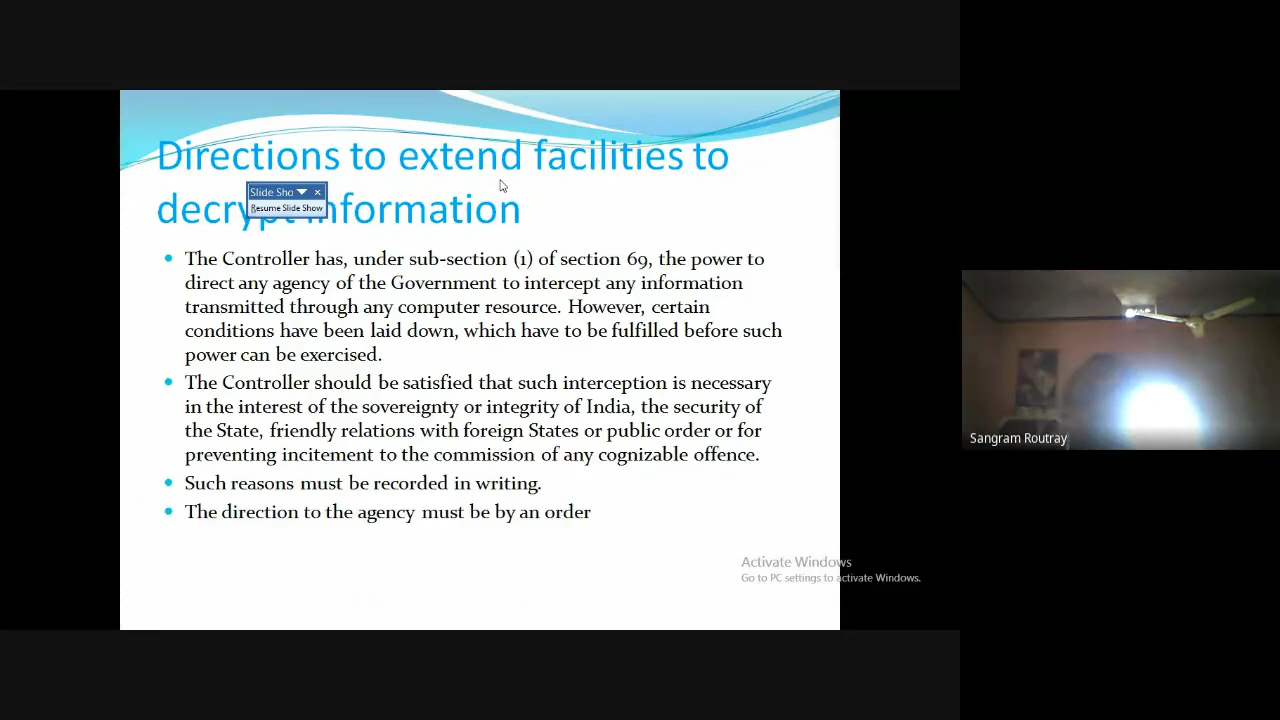 Directions to extend facilities to
decrypt information
Slide Sho
Resume Slide Show
The Controller has, under sub-section (1) of section 69, the power to
direct any agency of the Government to intercept any information
transmitted through any computer resource. However, certain
conditions have been laid down, which have to be fulfilled before such
power can be exercised.
The Controller should be satisfied that such interception is necessary
in the interest of the sovereignty or integrity of India, the security of
the State, friendly relations with foreign States or public order or for
preventing incitement to the commission of any cognizable offence.
Such reasons must be recorded in writing.
The direction to the agency must be by an order
Activate Windows
Go to PC settings to activate Windows.
Sangram Routray